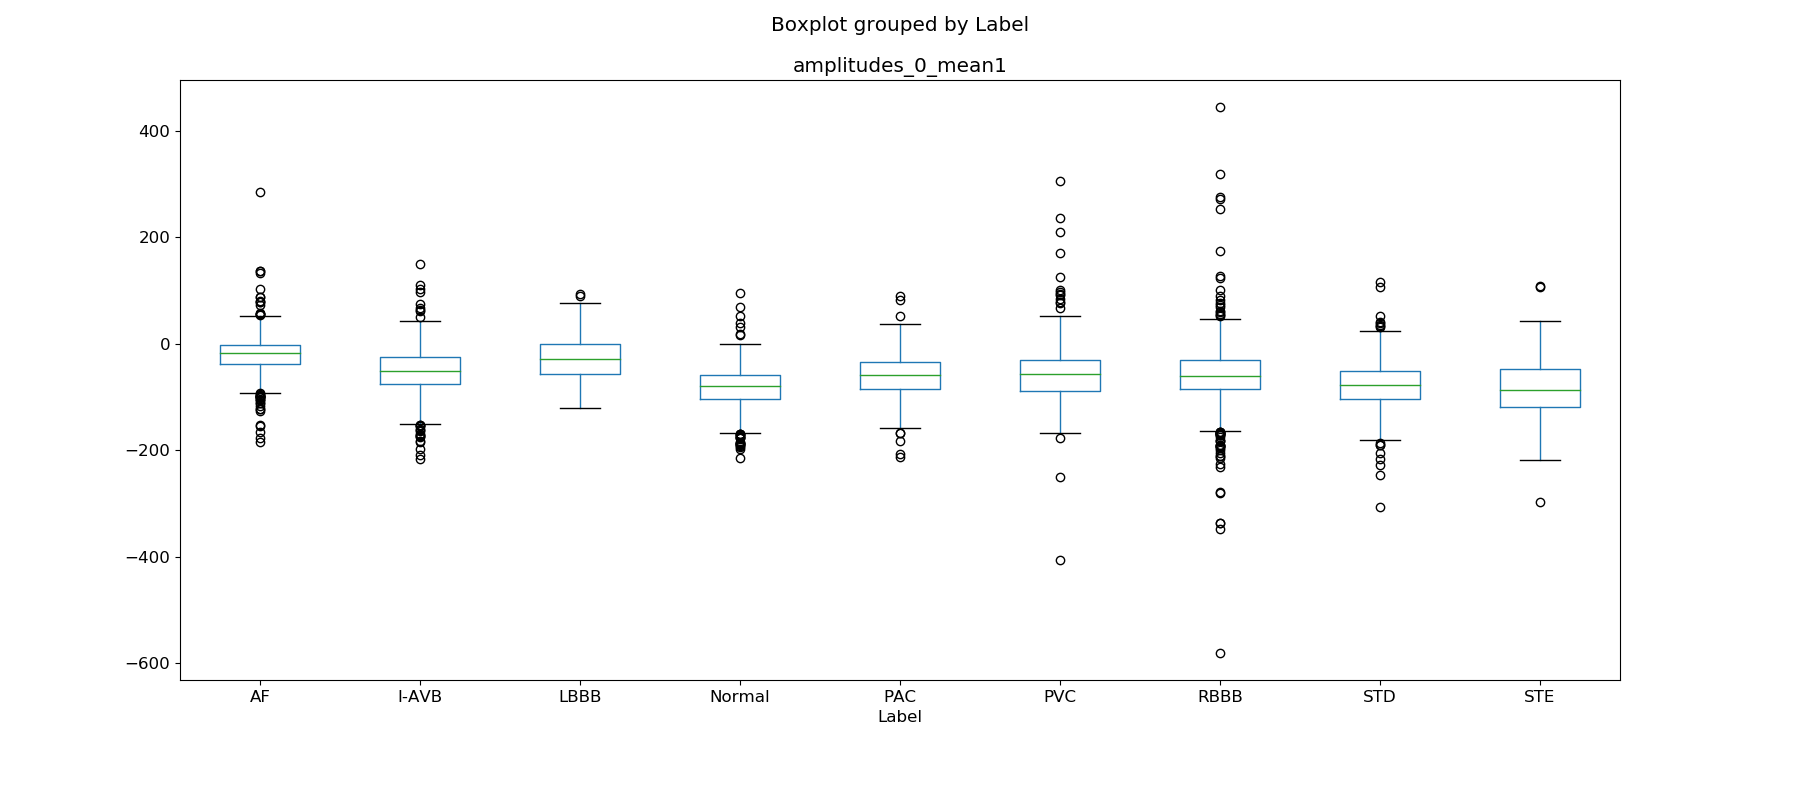 Boxplot grouped by Label
amplitudes_0_mean1
400
200
0
−200
−400
−600
AF I-AVB LBBB Normal PAC PVC RBBB STD STE
Label